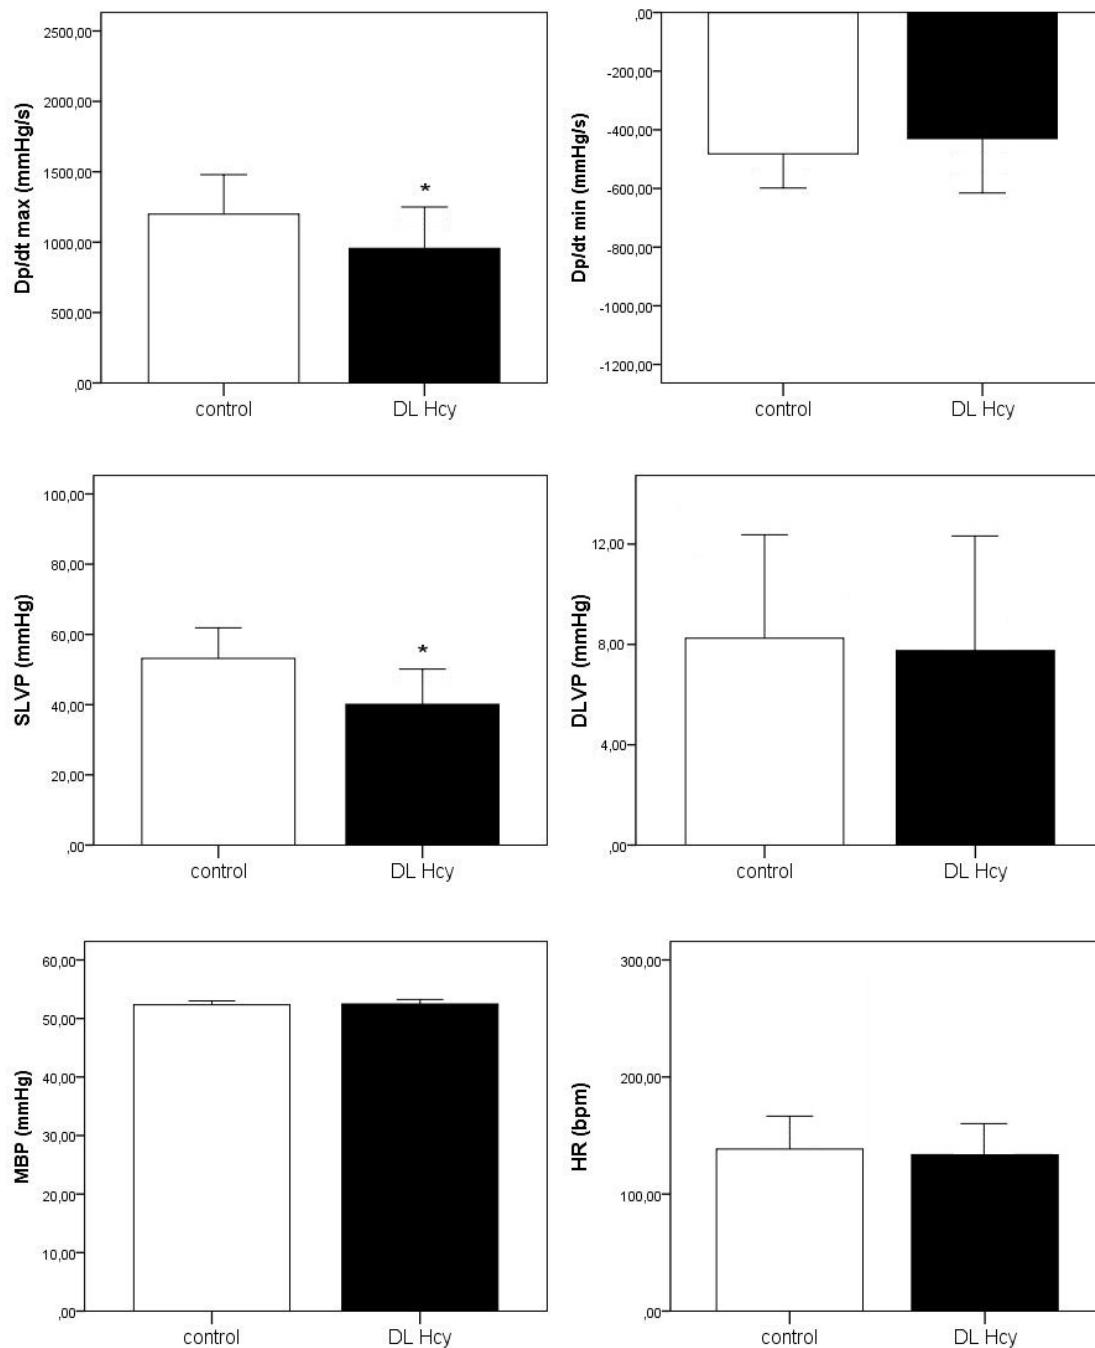 Dp/dt max (mmHg/s)
2500,00
2000,00
1500,00
1000,00
500,00
,00
*
control
DL Hcy
Dp/dt min (mmHg/s)
,00
-200,00
-400,00
-600,00
-800,00
-1000,00
-1200,00
control
DL Hcy
SLVP (mmHg)
100,00
80,00
60,00
40,00
20,00
,00
*
control
DL Hcy
DLVP (mmHg)
12,00
8,00
4,00
,00
control
DL Hcy
MBP (mmHg)
60,00
50,00
40,00
30,00
20,00
10,00
,00
control
DL Hcy
HR (bpm)
300,00
200,00
100,00
,00
control
DL Hcy